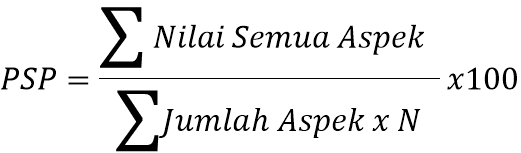 ∑ Nilai Semua Aspek
PSP = x100
∑Jumlah Aspek x N